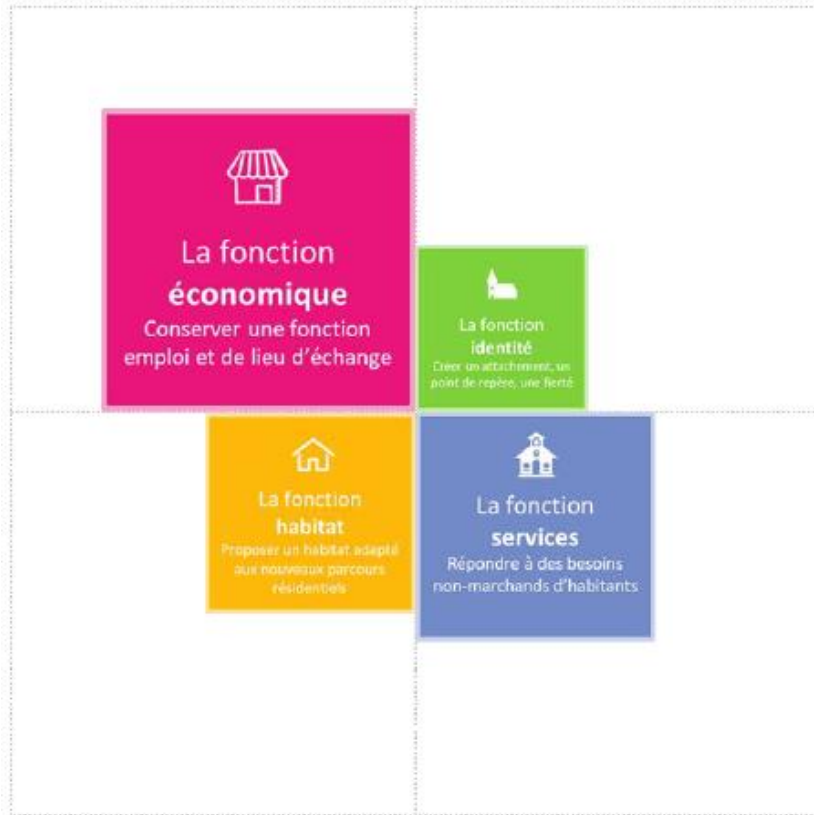 La fonction
économique
Conserver une fonction
emploi et de lieu d'échange
La fonction
identité
Créer un attachement, un
point de repère, une fierté
La fonction
habitat
Proposer un habitat adapté
aux nouveaux parcours
résidentiels
La fonction
services
Répondre à des besoins
non-marchands d'habitants